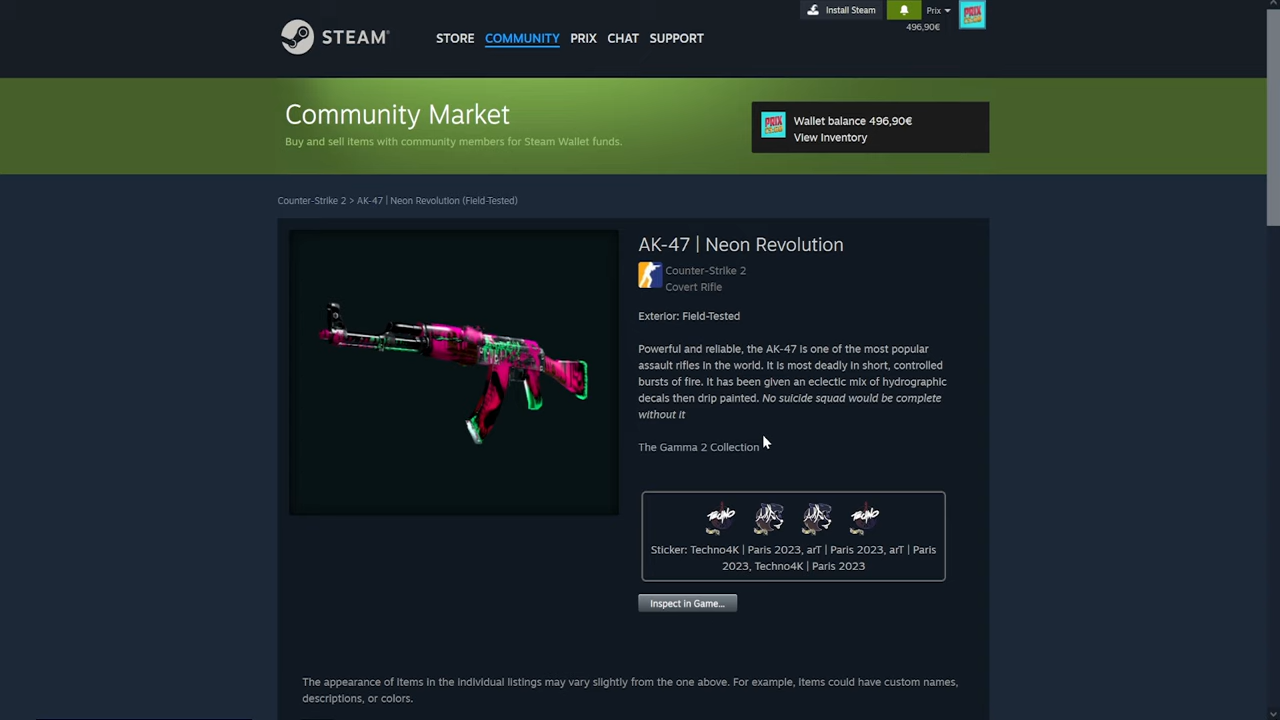 Install Steam
Prix
496,90€
STEAM®
STORE COMMUNITY PRIX CHAT SUPPORT
Community Market
Buy and sell items with community members for Steam Wallet funds.
Wallet balance 496,90€
View Inventory
Counter-Strike 2 > AK-47 | Neon Revolution (Field-Tested)
AK-47 | Neon Revolution
Counter-Strike 2
Covert Rifle
Exterior: Field-Tested
Powerful and reliable, the AK-47 is one of the most popular
assault rifles in the world. It is most deadly in short, controlled
bursts of fire. It has been given an eclectic mix of hydrographic
decals then drip painted. No suicide squad would be complete
without it
The Gamma 2 Collection
Sticker: Techno4K | Paris 2023, arT | Paris 2023, arT | Paris
2023, Techno4K | Paris 2023
Inspect in Game...
The appearance of items in the individual listings may vary slightly from the one above. For example, items could have custom names,
descriptions, or colors.